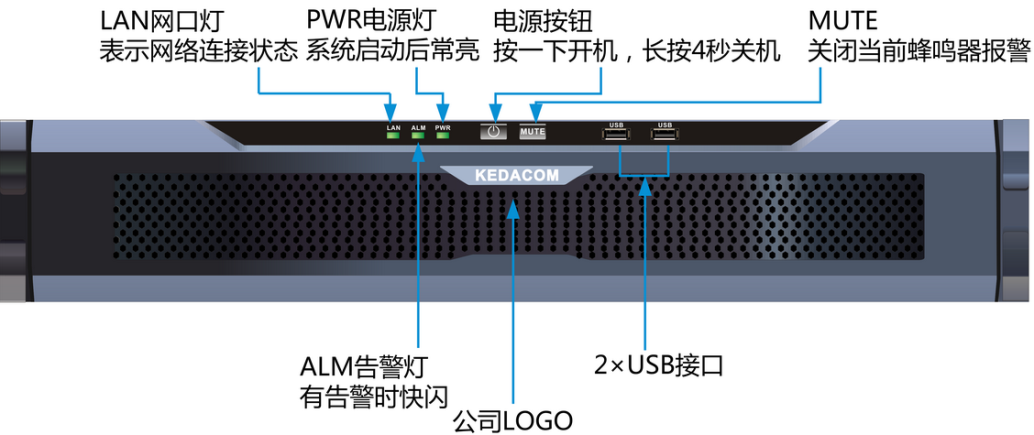 LAN网口灯
表示网络连接状态
PWR电源灯
系统启动后常亮
电源按钮
按一下开机，长按4秒关机
MUTE
关闭当前蜂鸣器报警
LAN ALM PWR MUTE USB USB
KEDACOM
ALM告警灯
有告警时快闪
公司LOGO
2×USB接口